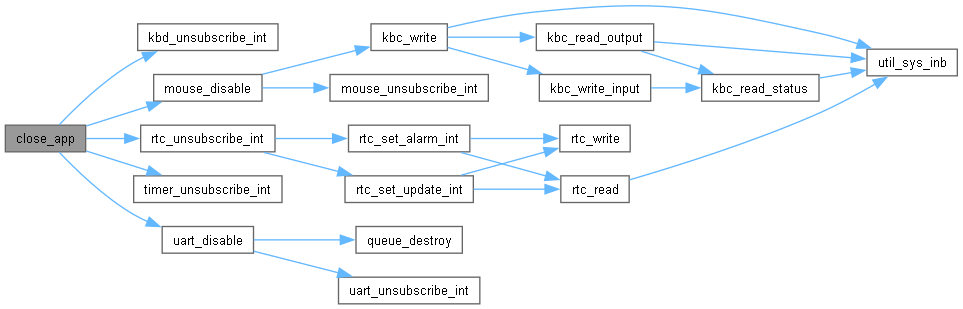 close_app
kbd_unsubscribe_int
mouse_disable
rtc_unsubscribe_int
timer_unsubscribe_int
uart_disable
kbc_write
mouse_unsubscribe_int
rtc_set_alarm_int
rtc_set_update_int
queue_destroy
uart_unsubscribe_int
kbc_read_output
kbc_write_input
rtc_write
rtc_read
kbc_read_status
util_sys_inb